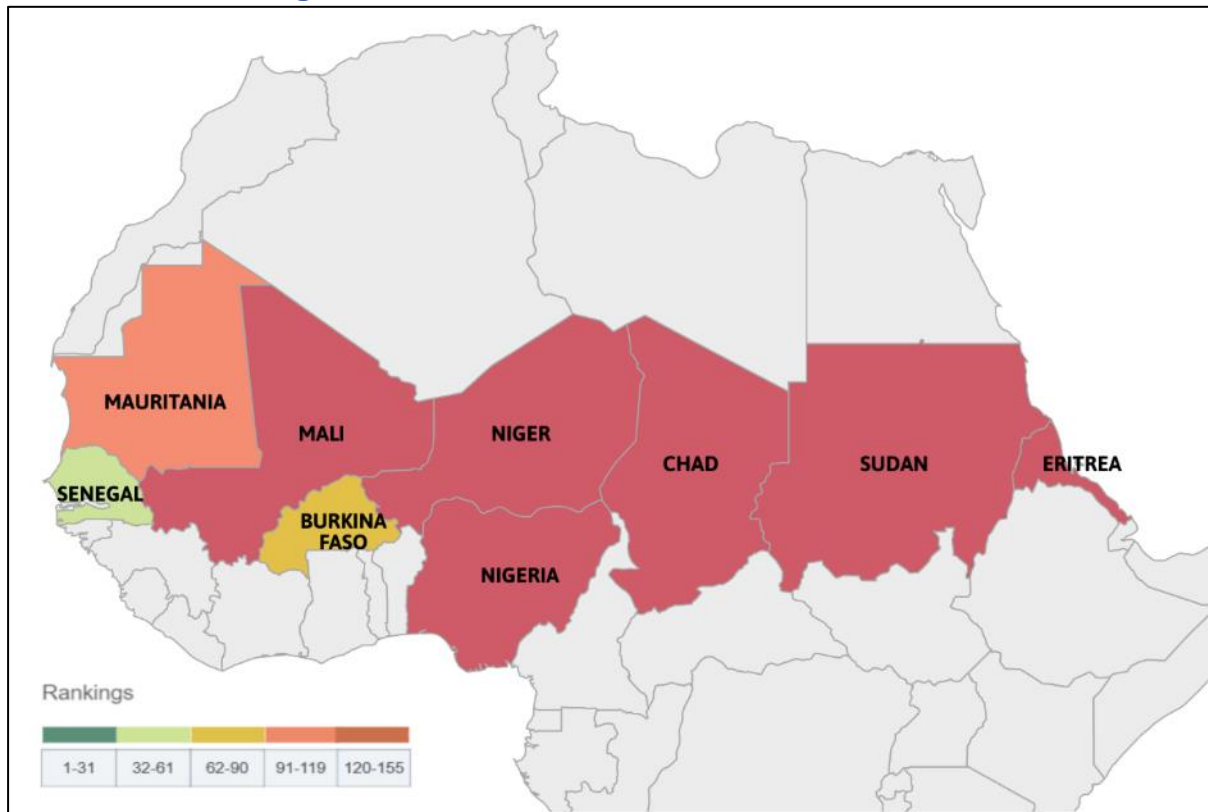 MAURITANIA
MALI
NIGER
CHAD
SUDAN
ERITREA
SENEGAL
BURKINA
FASO
NIGERIA
Rankings
1-31 32-61 62-90 91-119 120-155